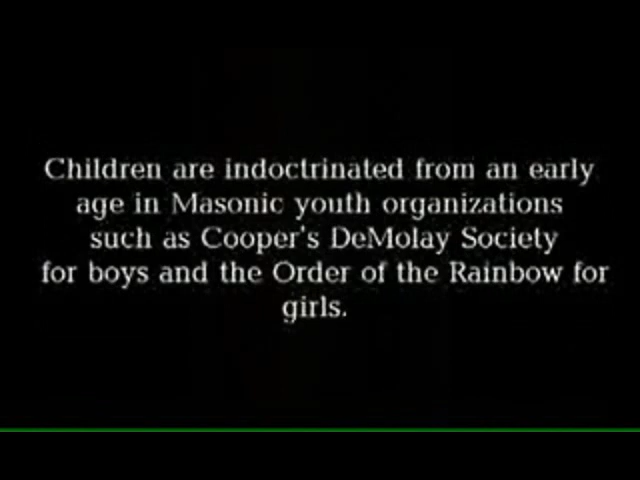 Children are indoctrinated from an early
age in Masonic youth organizations
such as Cooper's DeMolay Society
for boys and the Order of the Rainbow for
girls.